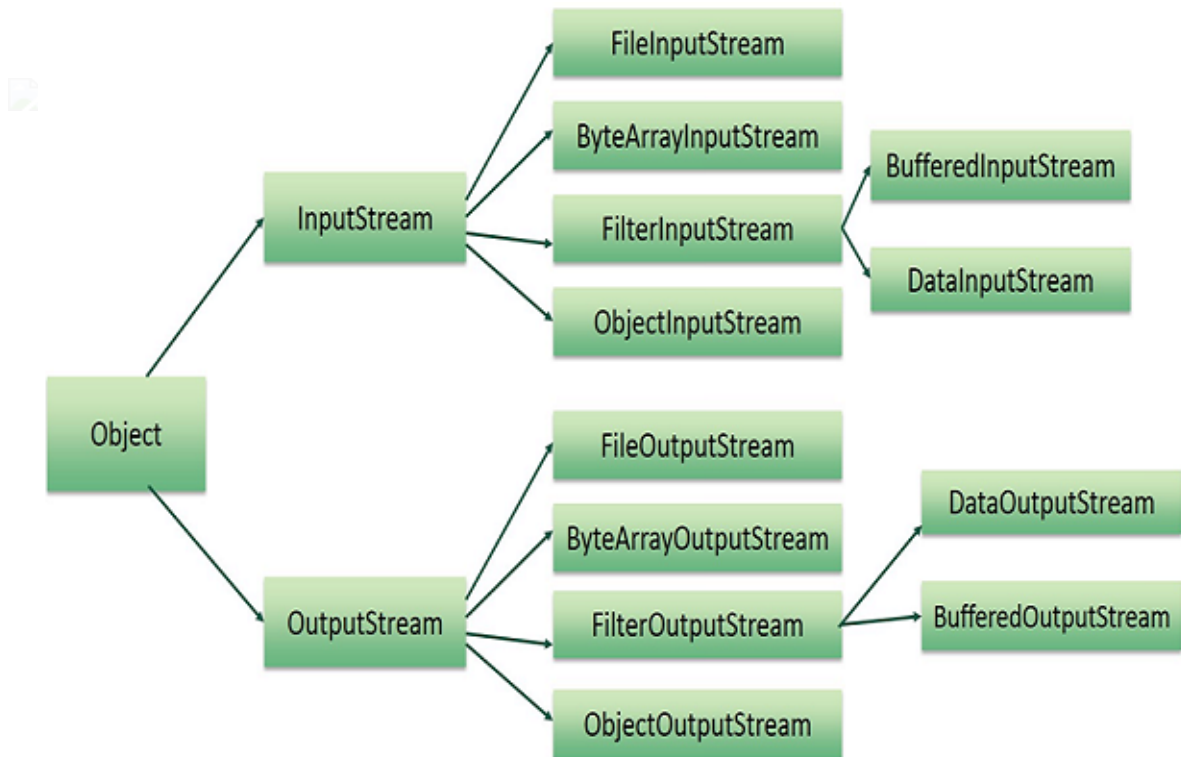 FileInputStream
ByteArrayInputStream
BufferedInputStream
InputStream
FilterInputStream
DataInputStream
ObjectInputStream
Object
FileOutputStream
DataOutputStream
ByteArrayOutputStream
OutputStream
FilterOutputStream
BufferedOutputStream
ObjectOutputStream